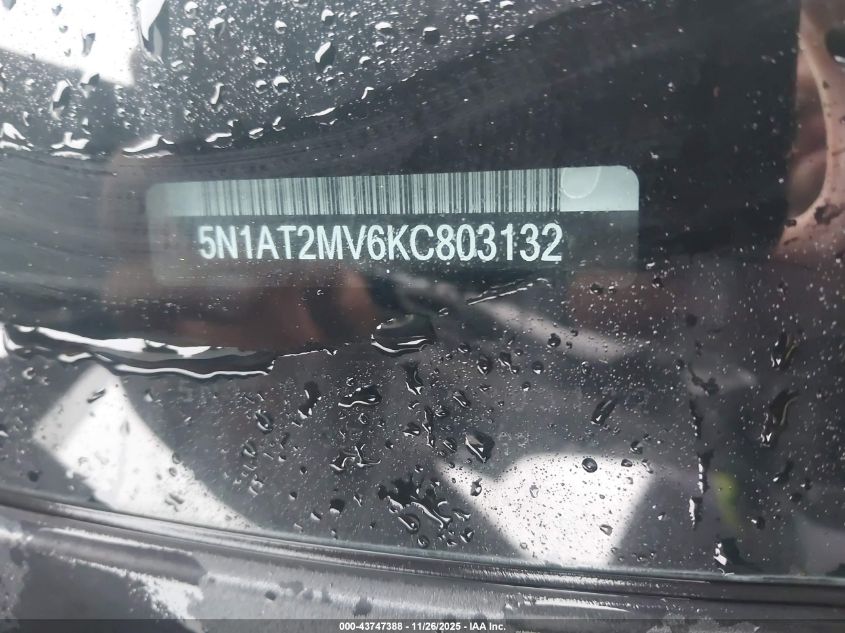 5N1AT2MV6KC803132
000-43747388 - 11/26/2025 - IAA Inc.